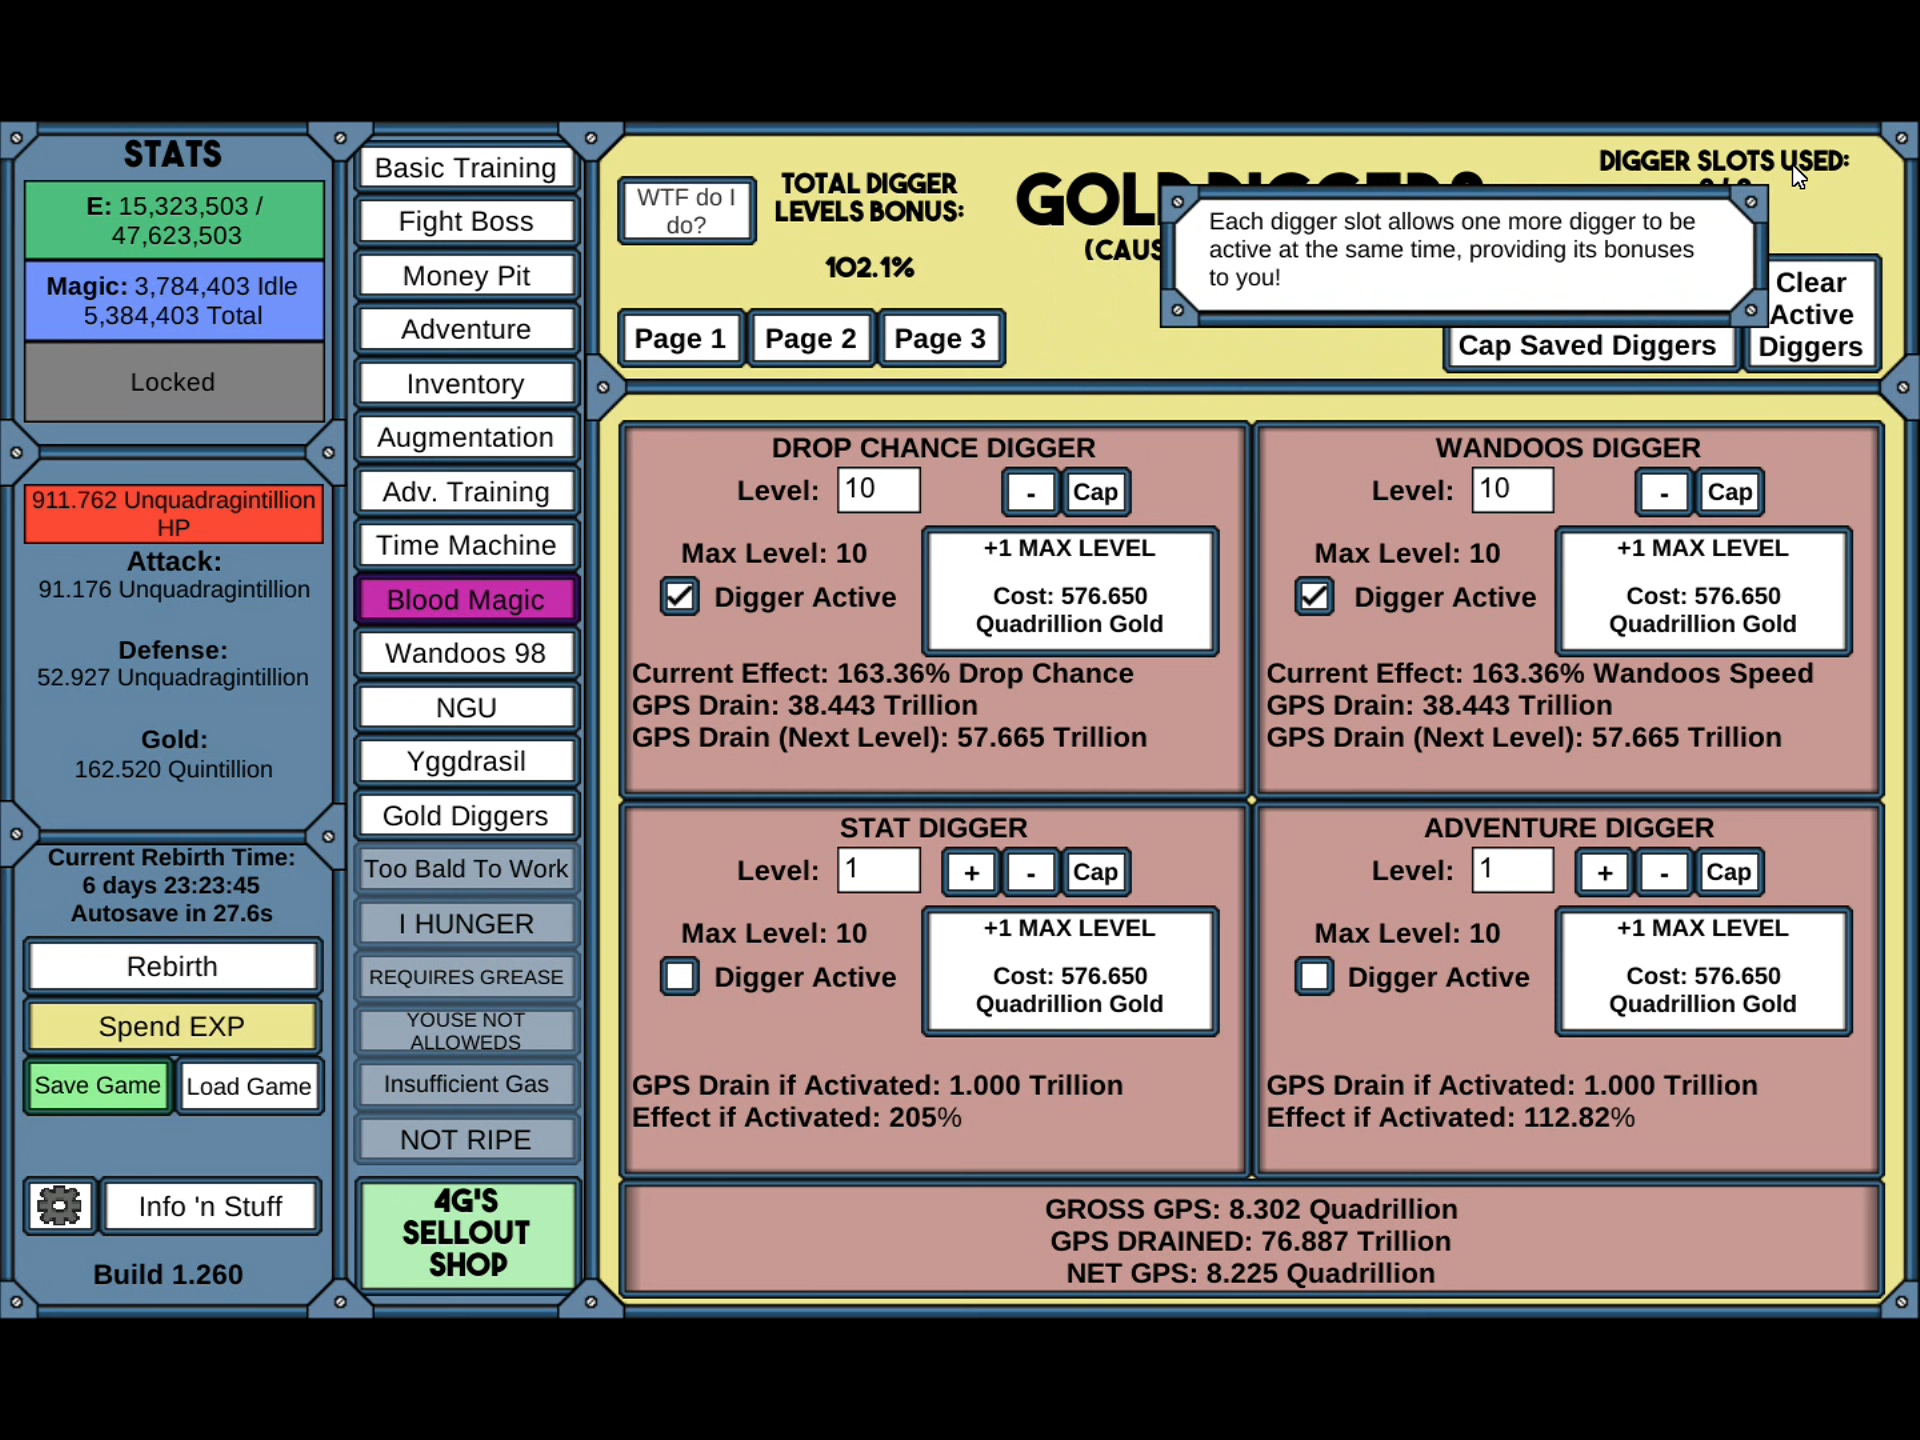 STATS
E: 15,323,503 /
47,623,503
Magic: 3,784,403 Idle
5,384,403 Total
Locked
911.762 Unquadragintillion
HP
Attack:
91.176 Unquadragintillion
Defense:
52.927 Unquadragintillion
Gold:
162.520 Quintillion
Current Rebirth Time:
6 days 23:23:45
Autosave in 27.6s
Rebirth
Spend EXP
Save Game
Load Game
Info 'n Stuff
Build 1.260
Basic Training
Fight Boss
Money Pit
Adventure
Inventory
Augmentation
Adv. Training
Time Machine
Blood Magic
Wandoos 98
NGU
Yggdrasil
Gold Diggers
Too Bald To Work
I HUNGER
REQUIRES GREASE
YOUSE NOT
ALLOWEDS
Insufficient Gas
NOT RIPE
4G'S
SELLOUT
SHOP
WTF do I
do?
TOTAL DIGGER
LEVELS BONUS:
102.1%
GOLD DIGGERS
(CAUS
DIGGER SLOTS USED:
Each digger slot allows one more digger to be
active at the same time, providing its bonuses
to you!
Page 1
Page 2
Page 3
Cap Saved Diggers
Clear
Active
Diggers
DROP CHANCE DIGGER
Level: 10 - Cap
Max Level: 10
Digger Active
+1 MAX LEVEL
Cost: 576.650
Quadrillion Gold
Current Effect: 163.36% Drop Chance
GPS Drain: 38.443 Trillion
GPS Drain (Next Level): 57.665 Trillion
WANDOOS DIGGER
Level: 10 - Cap
Max Level: 10
Digger Active
+1 MAX LEVEL
Cost: 576.650
Quadrillion Gold
Current Effect: 163.36% Wandoos Speed
GPS Drain: 38.443 Trillion
GPS Drain (Next Level): 57.665 Trillion
STAT DIGGER
Level: 1 + - Cap
Max Level: 10
Digger Active
+1 MAX LEVEL
Cost: 576.650
Quadrillion Gold
GPS Drain if Activated: 1.000 Trillion
Effect if Activated: 205%
ADVENTURE DIGGER
Level: 1 + - Cap
Max Level: 10
Digger Active
+1 MAX LEVEL
Cost: 576.650
Quadrillion Gold
GPS Drain if Activated: 1.000 Trillion
Effect if Activated: 112.82%
GROSS GPS: 8.302 Quadrillion
GPS DRAINED: 76.887 Trillion
NET GPS: 8.225 Quadrillion